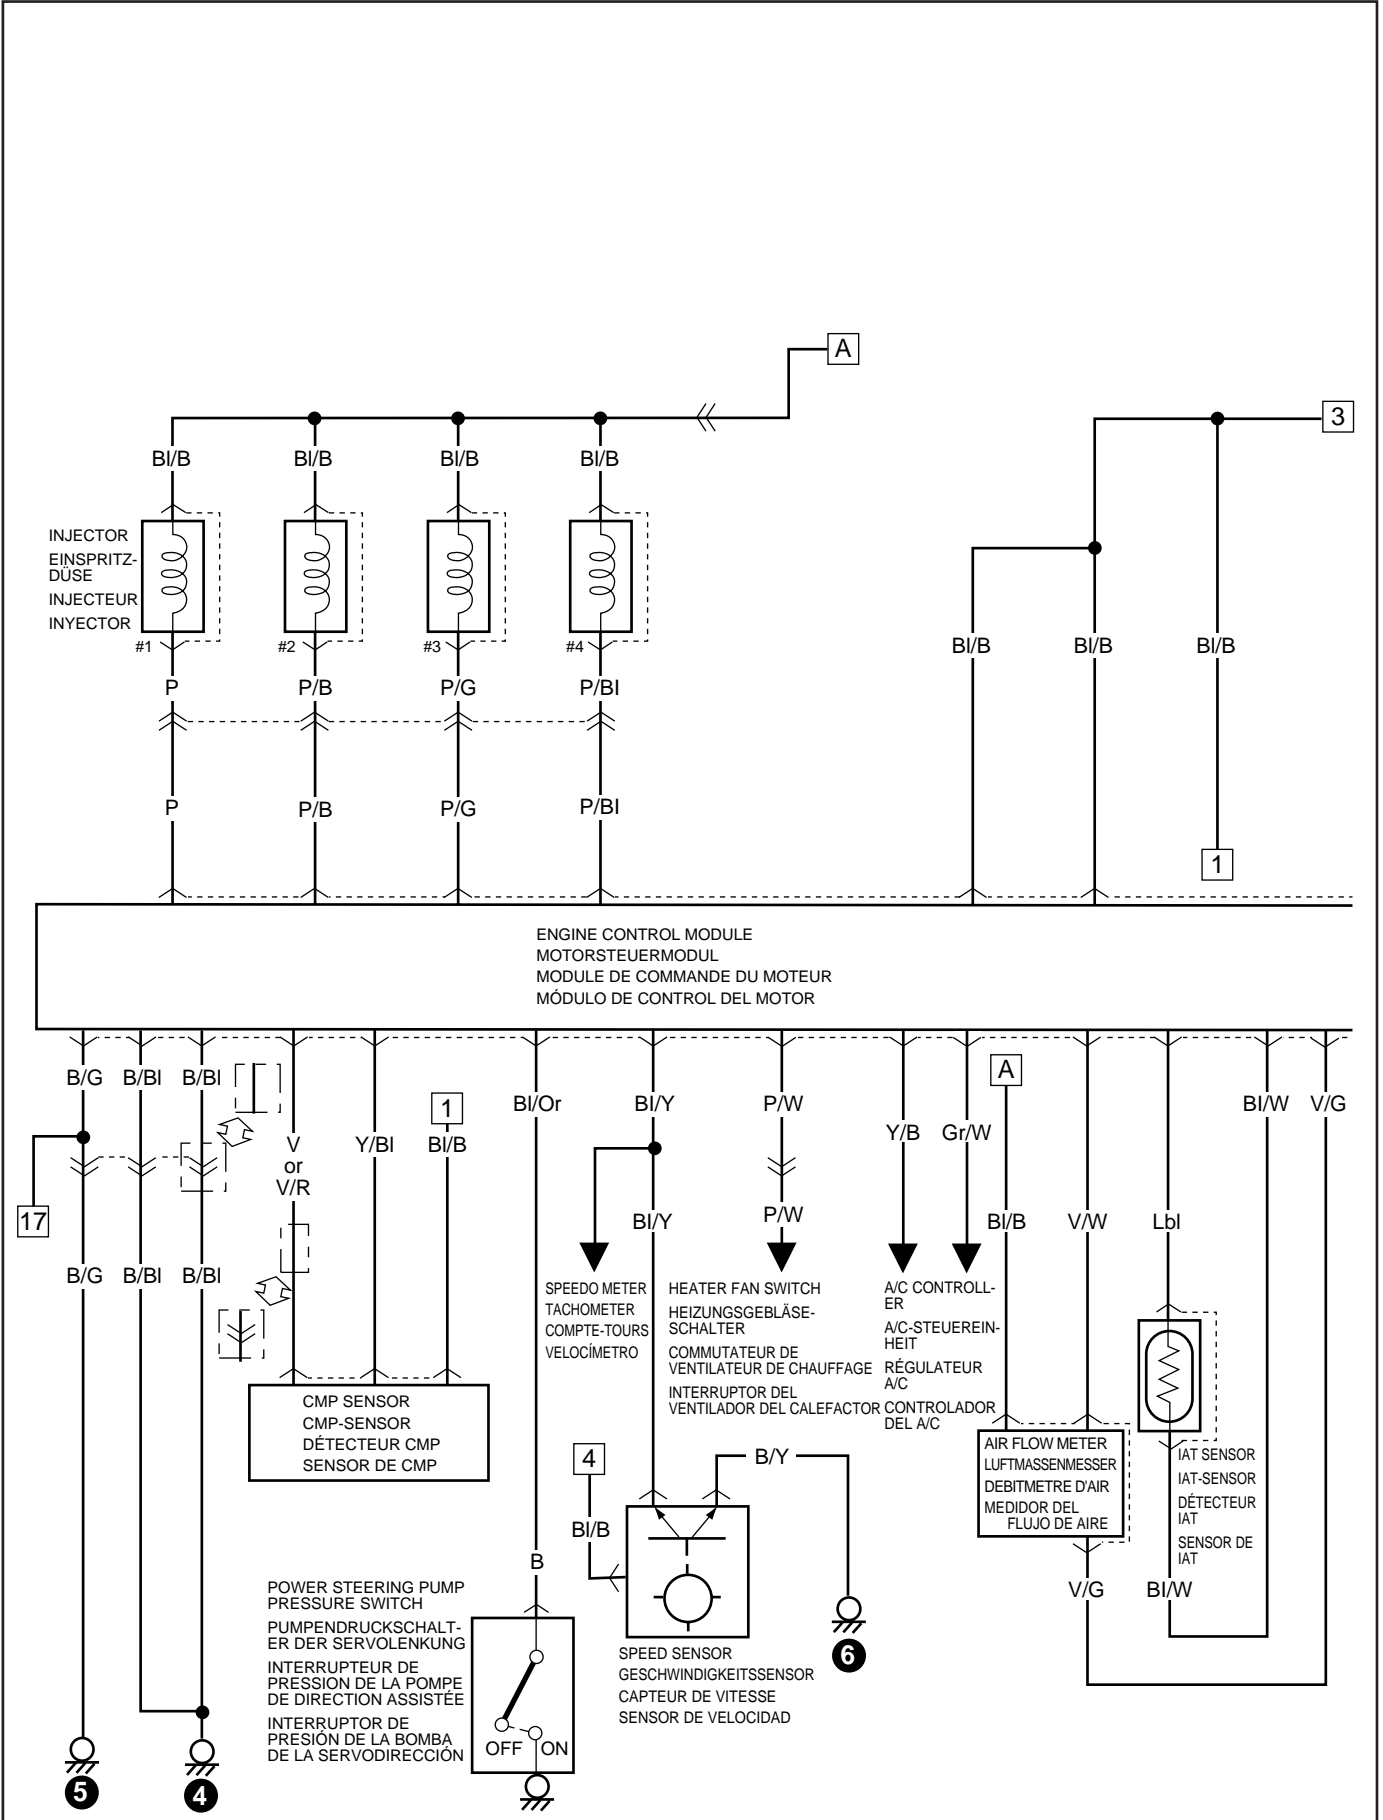 A
3
Bl/B Bl/B Bl/B Bl/B
INJECTOR
EINSPRITZ-
DÜSE
INJECTEUR
INYECTOR
#1 #2 #3 #4
Bl/B Bl/B Bl/B
P P/B P/G P/Bl
P P/B P/G P/Bl
1
ENGINE CONTROL MODULE
MOTORSTEUERMODUL
MODULE DE COMMANDE DU MOTEUR
MÓDULO DE CONTROL DEL MOTOR
B/G B/Bl B/Bl
V
or
V/R
Y/Bl
1
Bl/B
Bl/Or
Bl/Y
P/W
Y/B
Gr/W
A
Bl/W
V/G
17
Bl/Y
P/W
Bl/B
V/W
Lbl
B/G B/Bl B/Bl
SPEEDO METER
TACHOMETER
COMPTE-TOURS
VELOCÍMETRO
HEATER FAN SWITCH
HEIZUNGSGEBLÄSE-
SCHALTER
COMMUTATEUR DE
VENTILATEUR DE CHAUFFAGE
INTERRUPTOR DEL
VENTILADOR DEL CALEFACTOR
A/C CONTROLL-
ER
A/C-STEUEREIN-
HEIT
RÉGULATEUR
A/C
CONTROLADOR
DEL A/C
CMP SENSOR
CMP-SENSOR
DÉTECTEUR CMP
SENSOR DE CMP
AIR FLOW METER
LUFTMASSENMESSER
DEBITMETRE D'AIR
MEDIDOR DEL
FLUJO DE AIRE
IAT SENSOR
IAT-SENSOR
DÉTECTEUR
IAT
SENSOR DE
IAT
4
B/Y
Bl/B
B
V/G
Bl/W
POWER STEERING PUMP
PRESSURE SWITCH
PUMPENDRUCKSCHALT-
ER DER SERVOLENKUNG
INTERRUPTEUR DE
PRESSION DE LA POMPE
DE DIRECTION ASSISTÉE
INTERRUPTOR DE
PRESIÓN DE LA BOMBA
DE LA SERVODIRECCIÓN
OFF ON
SPEED SENSOR
GESCHWINDIGKEITSSENSOR
CAPTEUR DE VITESSE
SENSOR DE VELOCIDAD
6
5
4